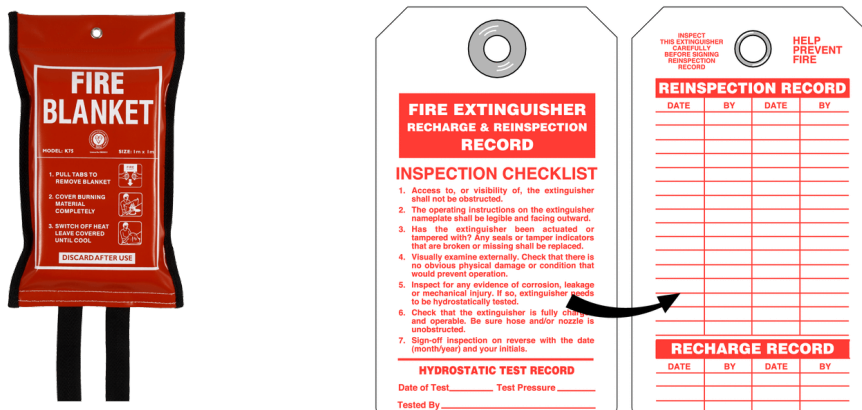 FIRE
BLANKET
MODEL: K75 SIZE: 1m x 1m
1. PULL TABS TO
REMOVE BLANKET
2. COVER BURNING
MATERIAL
COMPLETELY
3. SWITCH OFF HEAT
LEAVE COVERED
UNTIL COOL
DISCARD AFTER USE
FIRE EXTINGUISHER
RECHARGE & REINSPECTION
RECORD
INSPECTION CHECKLIST
1. Access to, or visibility of, the extinguisher
shall not be obstructed.
2. The operating instructions on the extinguisher
nameplate shall be legible and facing outward.
3. Has the extinguisher been actuated or
tampered with? Any seals or tamper indicators
that are broken or missing shall be replaced.
4. Visually examine externally. Check that there is
no obvious physical damage or condition that
would prevent operation.
5. Inspect for any evidence of corrosion, leakage
or mechanical injury. If so, extinguisher needs
to be hydrostatically tested.
6. Check that the extinguisher is fully
and operable. Be sure hose and/or nozzle is
unobstructed.
7. Sign-off inspection on reverse with the date
(month/year) and your initials.
HYDROSTATIC TEST RECORD
Date of Test Test Pressure
Tested By
INSPECT
THIS EXTINGUISHER
CAREFULLY
BEFORE SIGNING
REINSPECTION
RECORD
HELP
PREVENT
FIRE
REINSPECTION RECORD
DATE BY DATE BY
RECHARGE RECORD
DATE BY DATE BY